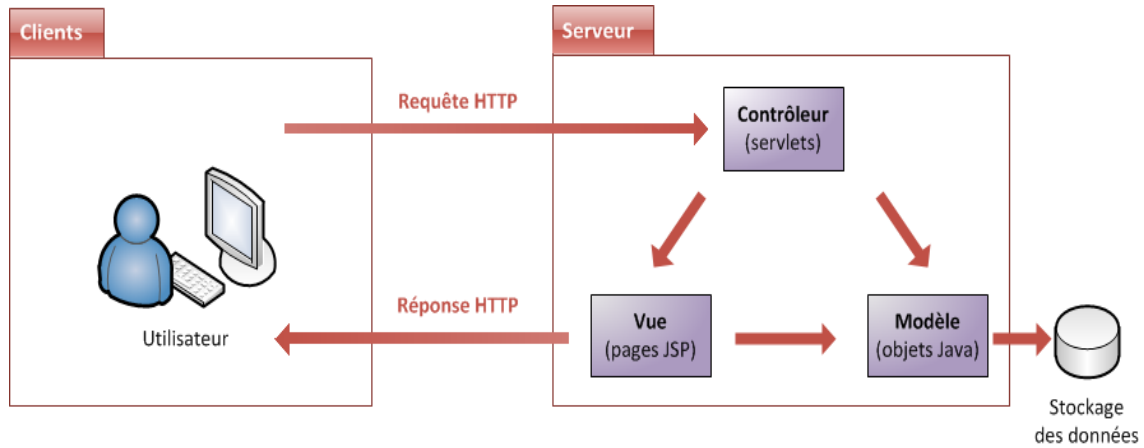 Clients
Serveur
Requête HTTP
Contrôleur
(servlets)
Réponse HTTP
Utilisateur
Vue
(pages JSP)
Modèle
(objets Java)
Stockage
des données